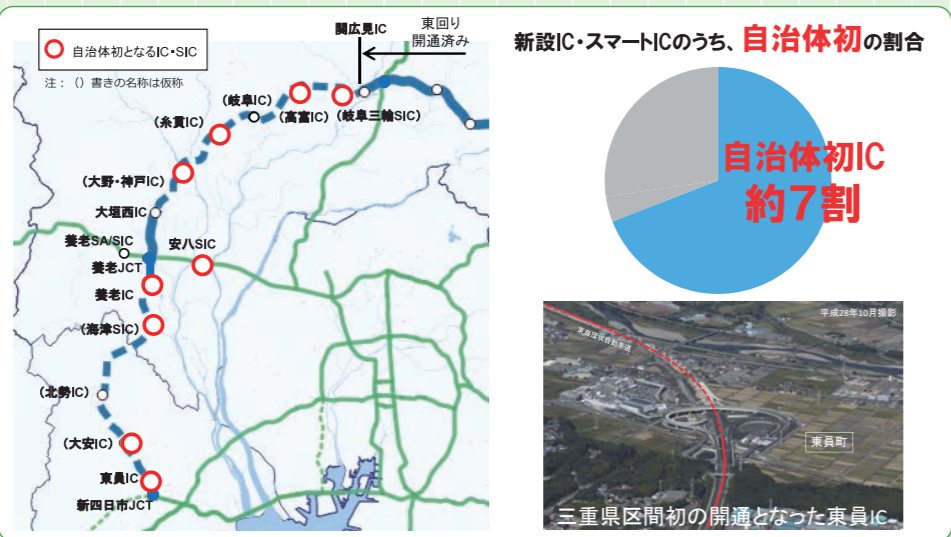 自治体初となるIC・SIC
注：（）書きの名称は仮称
関広見IC
東回り
開通済み
（岐阜IC）
（糸貫IC）
（高富IC）
（岐阜三輪SIC）
（大野・神戸IC）
大垣西IC
養老SA/SIC
安八SIC
養老JCT
養老IC
（海津SIC）
（北勢IC）
（大安IC）
東員IC
新四日市JCT
新設IC・スマートICのうち、自治体初の割合
自治体初IC
約7割
平成28年10月撮影
東海環状自動車道
東員町
三重県区間初の開通となった東員IC